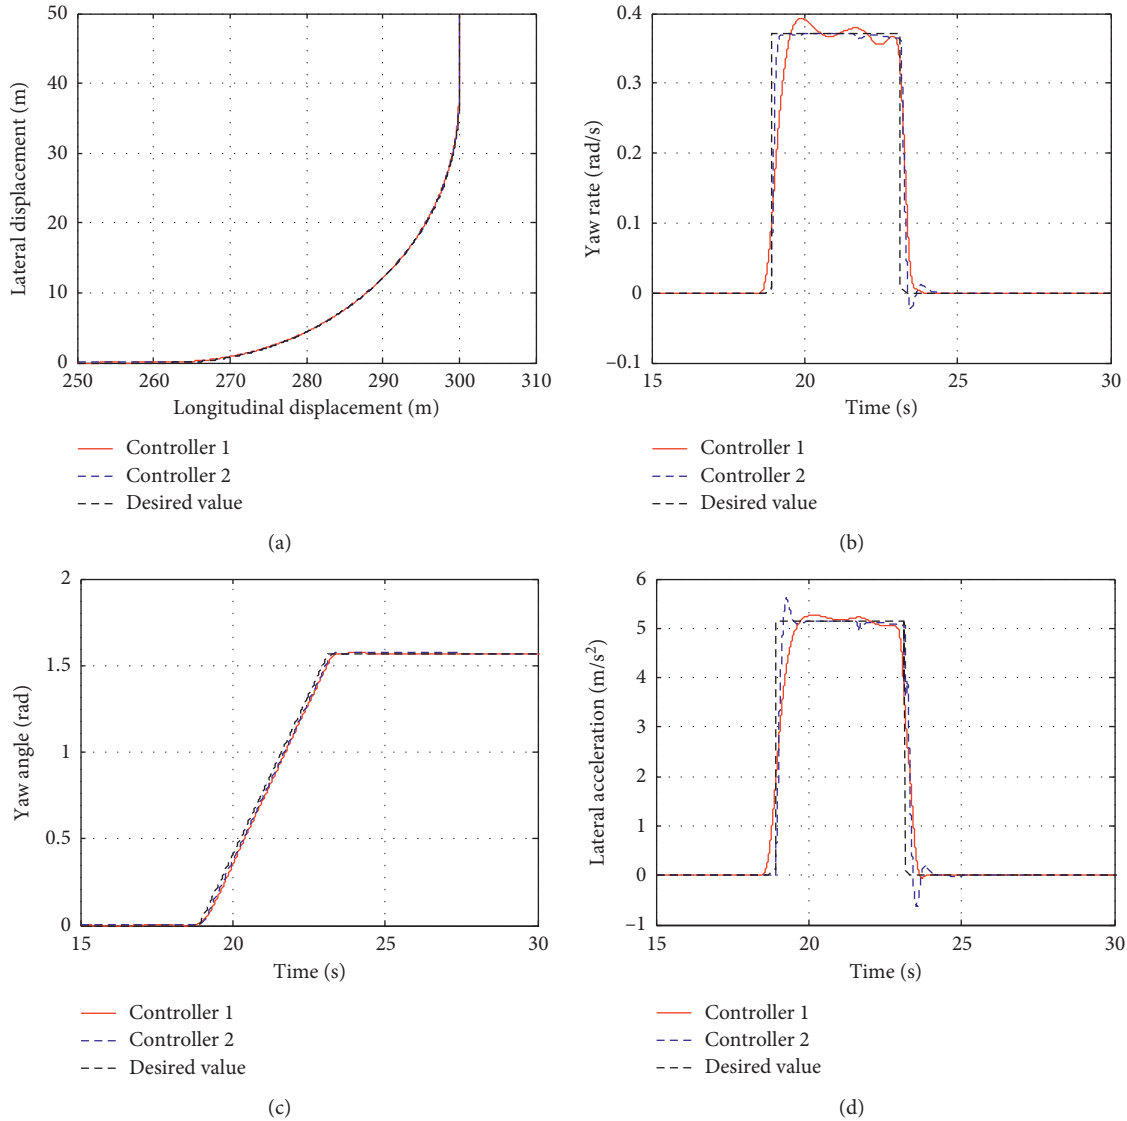 50
40
30
20
10
0
Lateral displacement (m)
250 260 270 280 290 300 310
Longitudinal displacement (m)
Controller 1
Controller 2
Desired value
(a)
0.4
0.3
0.2
0.1
0
−0.1
Yaw rate (rad/s)
15 20 25 30
Time (s)
Controller 1
Controller 2
Desired value
(b)
2
1.5
1
0.5
0
Yaw angle (rad)
15 20 25 30
Time (s)
Controller 1
Controller 2
Desired value
(c)
6
5
4
3
2
1
0
−1
Lateral acceleration (m/s²)
15 20 25 30
Time (s)
Controller 1
Controller 2
Desired value
(d)